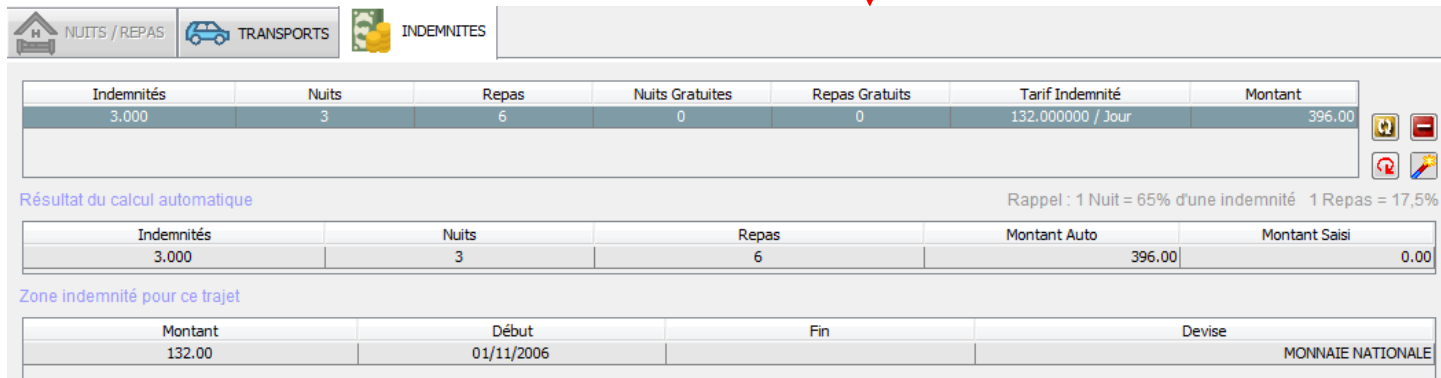 NUITS / REPAS TRANSPORTS INDEMNITES
Indemnités Nuits Repas Nuits Gratuites Repas Gratuits Tarif Indemnité Montant
3.000 3 6 0 0 132.000000 / Jour 396.00
Résultat du calcul automatique Rappel : 1 Nuit = 65% d'une indemnité 1 Repas = 17,5%
Indemnités Nuits Repas Montant Auto Montant Saisi
3.000 3 6 396.00 0.00
Zone indemnité pour ce trajet
Montant Début Fin Devise
132.00 01/11/2006 MONNAIE NATIONALE